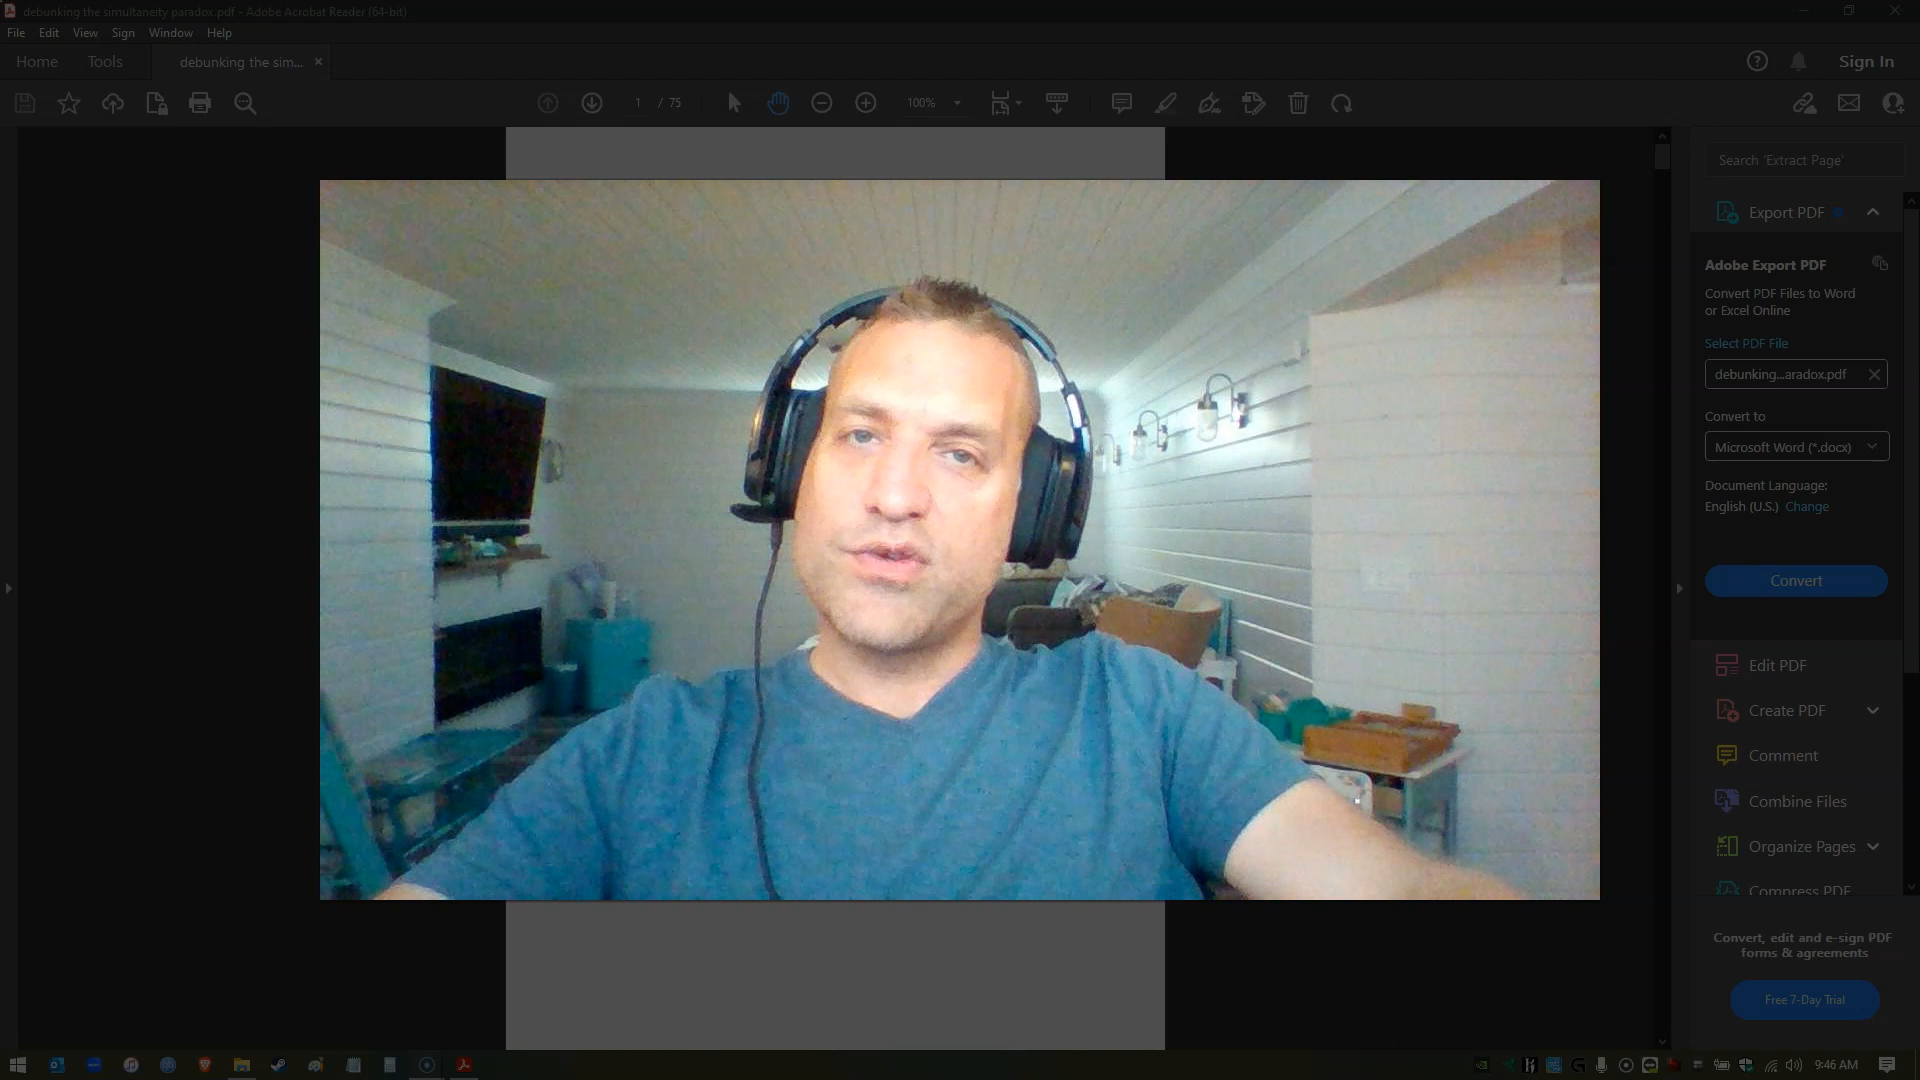 debunking the simultaneity paradox.pdf - Adobe Acrobat Reader (64-bit)
File Edit View Sign Window Help
Home Tools debunking the sim... × Sign In
1 / 75 100%
Search 'Extract Page'
Export PDF
Adobe Export PDF
Convert PDF Files to Word
or Excel Online
Select PDF File
debunking...aradox.pdf
Convert to
Microsoft Word (*.docx)
Document Language:
English (U.S.) Change
Convert
Edit PDF
Create PDF
Comment
Combine Files
Organize Pages
Compress PDF
Convert, edit and e-sign PDF
forms & agreements
Free 7-Day Trial
9:46 AM